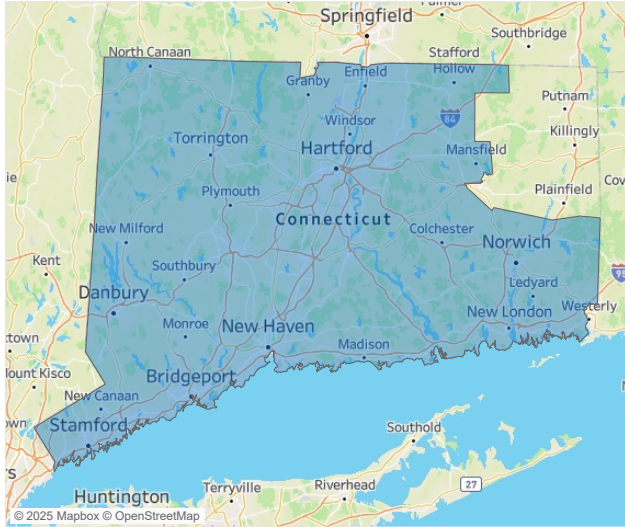 Springfield
Southbridge
Stafford
North Canaan
Hollow
Enfield
Granby
Putnam
Windsor
84
Killingly
Torrington
Hartford
Mansfield
Plainfield
Plymouth
Connecticut
New Milford
Colchester
Norwich
Kent
Southbury
95
Danbury
Ledyard
New London
Westerly
Monroe
New Haven
Madison
Mount Kisco
Bridgeport
New Canaan
Stamford
Southold
27
Huntington
Terryville
Riverhead
© 2025 Mapbox © OpenStreetMap